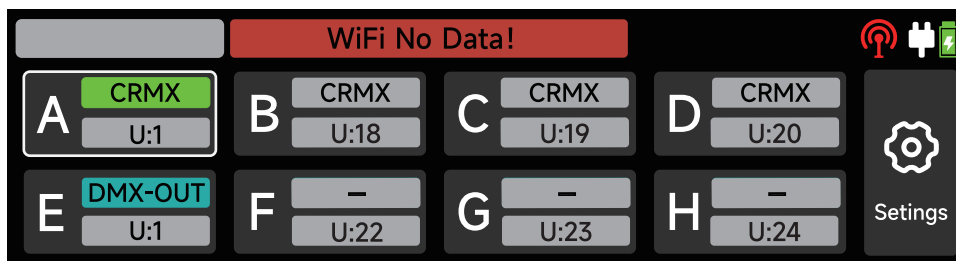 WiFi No Data!
A CRMX B CRMX C CRMX D CRMX
U:1 U:18 U:19 U:20
E DMX-OUT F – G – H –
U:1 U:22 U:23 U:24
Setings